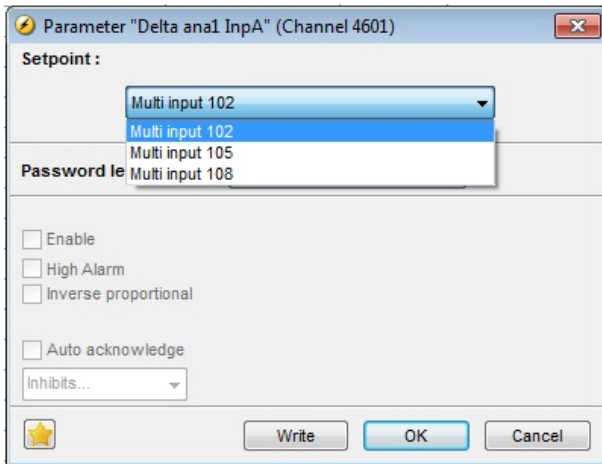 Parameter "Delta ana1 InpA" (Channel 4601)
Setpoint :
Multi input 102
Multi input 102
Multi input 105
Password le
Multi input 108
Enable
High Alarm
Inverse proportional
Auto acknowledge
Inhibits...
Write OK Cancel